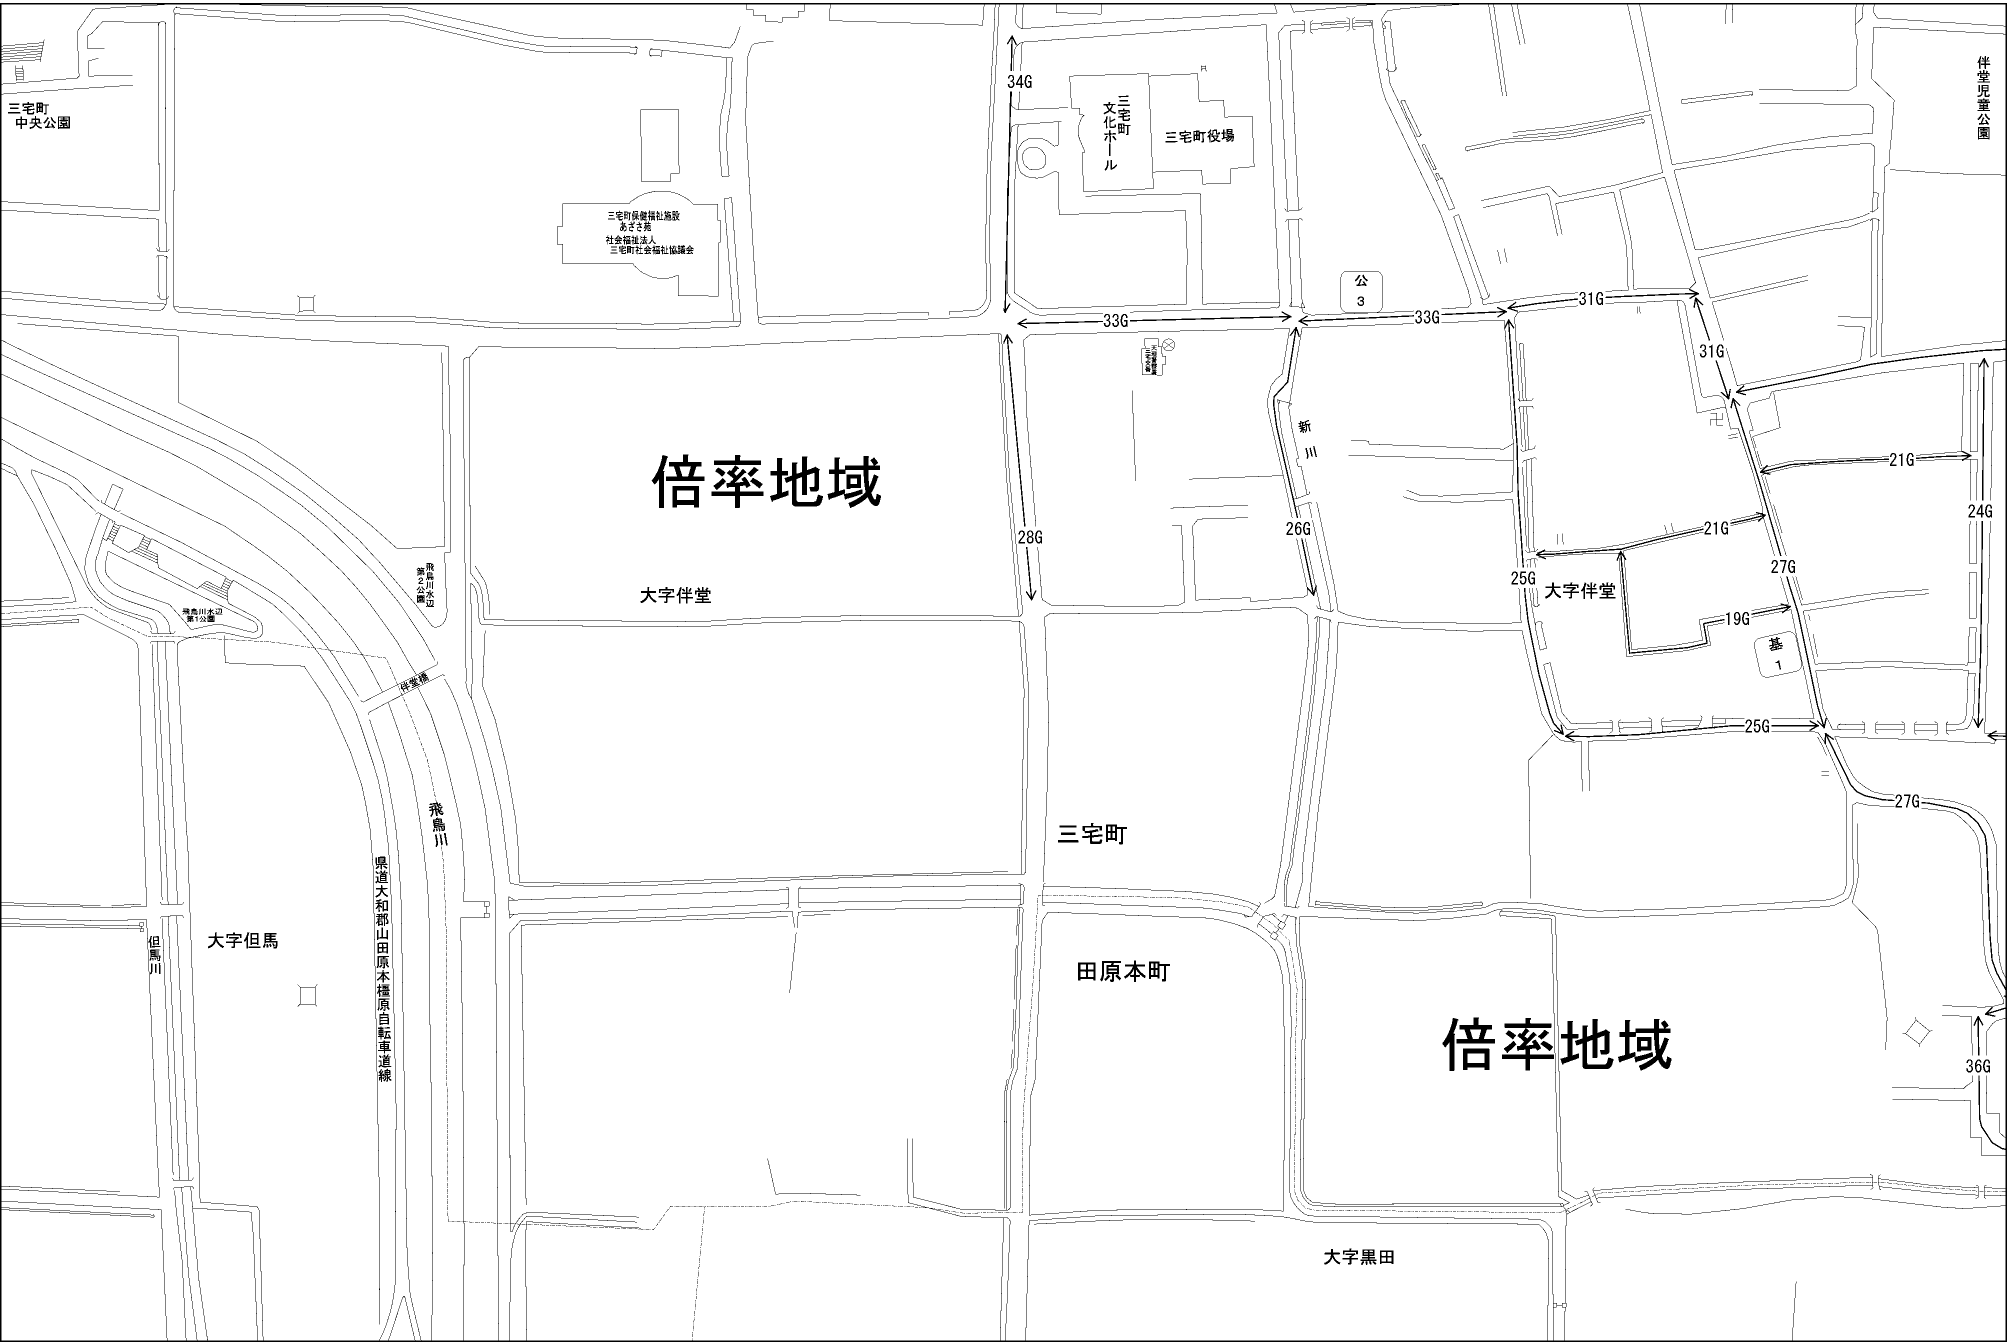 三宅町
中央公園
34G
三宅町
文化ホール
三宅町役場
伴堂児童公園
三宅町保健福祉施設
あざさ苑
社会福祉法人
三宅町社会福祉協議会
公
3
33G
33G
31G
31G
新川
倍率地域
28G
26G
21G
24G
21G
27G
25G
大字伴堂
19G
基
1
25G
27G
大字伴堂
飛鳥川水辺
第2公園
飛鳥川水辺
第1公園
伴堂橋
飛鳥川
県道大和郡山田原本橿原自転車道線
三宅町
大字但馬
但馬川
田原本町
倍率地域
36G
大字黒田